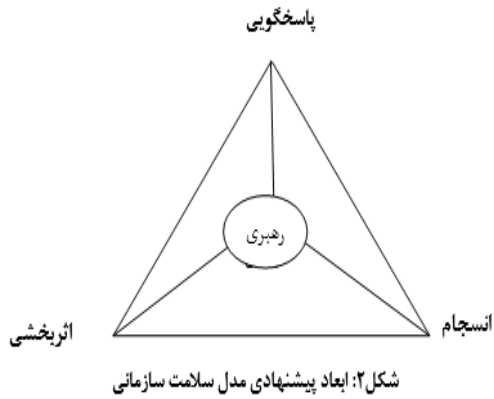 پاسخگویی
رهبری
انسجام
اثربخشی
شکل۲: ابعاد پیشنهادی مدل سلامت سازمانی